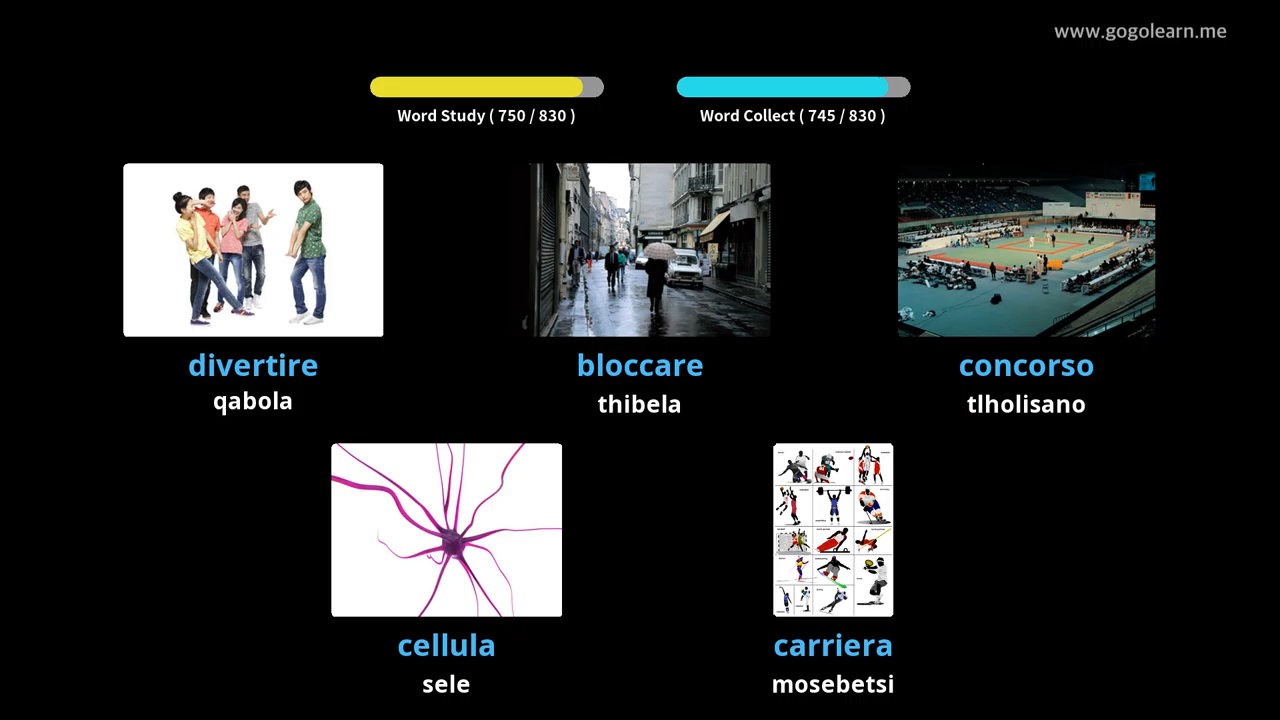 www.gogolearn.me
Word Study ( 750 / 830 )
Word Collect ( 745 / 830 )
divertire
qabola
bloccare
thibela
concorso
tlholisano
cellula
sele
carriera
mosebetsi